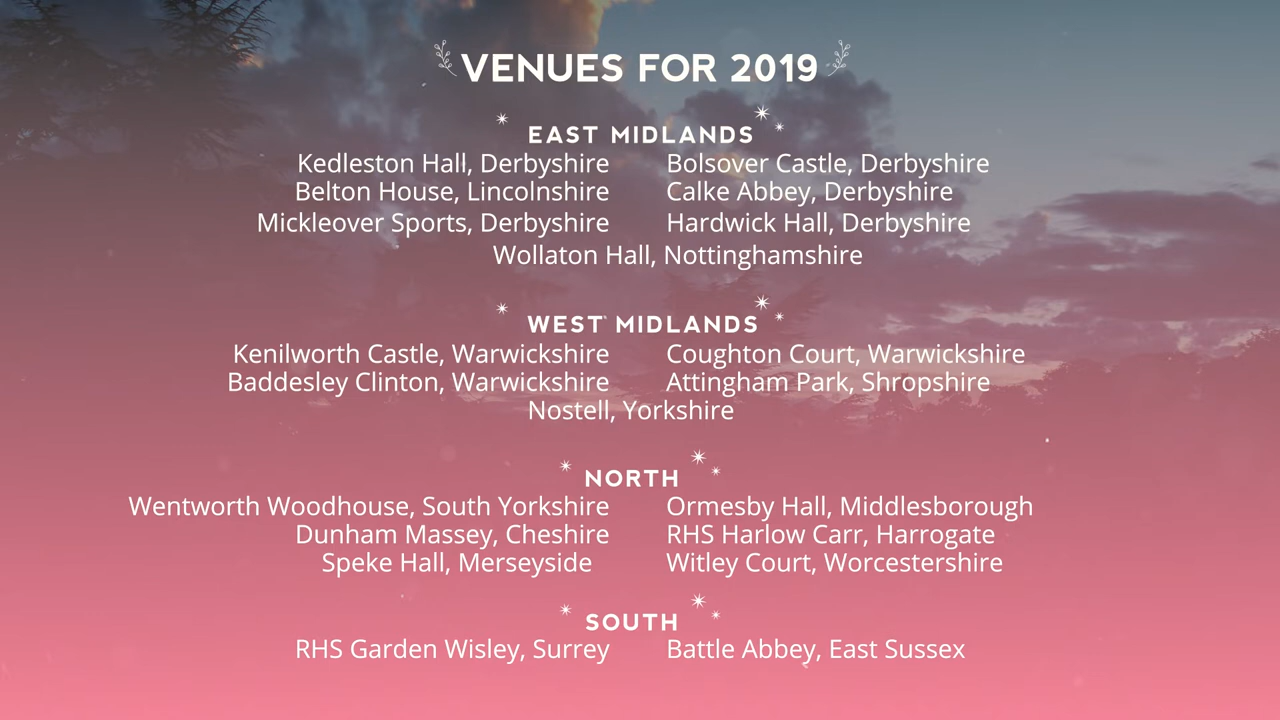 VENUES FOR 2019
EAST MIDLANDS
Kedleston Hall, Derbyshire Bolsover Castle, Derbyshire
Belton House, Lincolnshire Calke Abbey, Derbyshire
Mickleover Sports, Derbyshire Hardwick Hall, Derbyshire
Wollaton Hall, Nottinghamshire
WEST MIDLANDS
Kenilworth Castle, Warwickshire Coughton Court, Warwickshire
Baddesley Clinton, Warwickshire Attingham Park, Shropshire
Nostell, Yorkshire
NORTH
Wentworth Woodhouse, South Yorkshire Ormesby Hall, Middlesborough
Dunham Massey, Cheshire RHS Harlow Carr, Harrogate
Speke Hall, Merseyside Witley Court, Worcestershire
SOUTH
RHS Garden Wisley, Surrey Battle Abbey, East Sussex